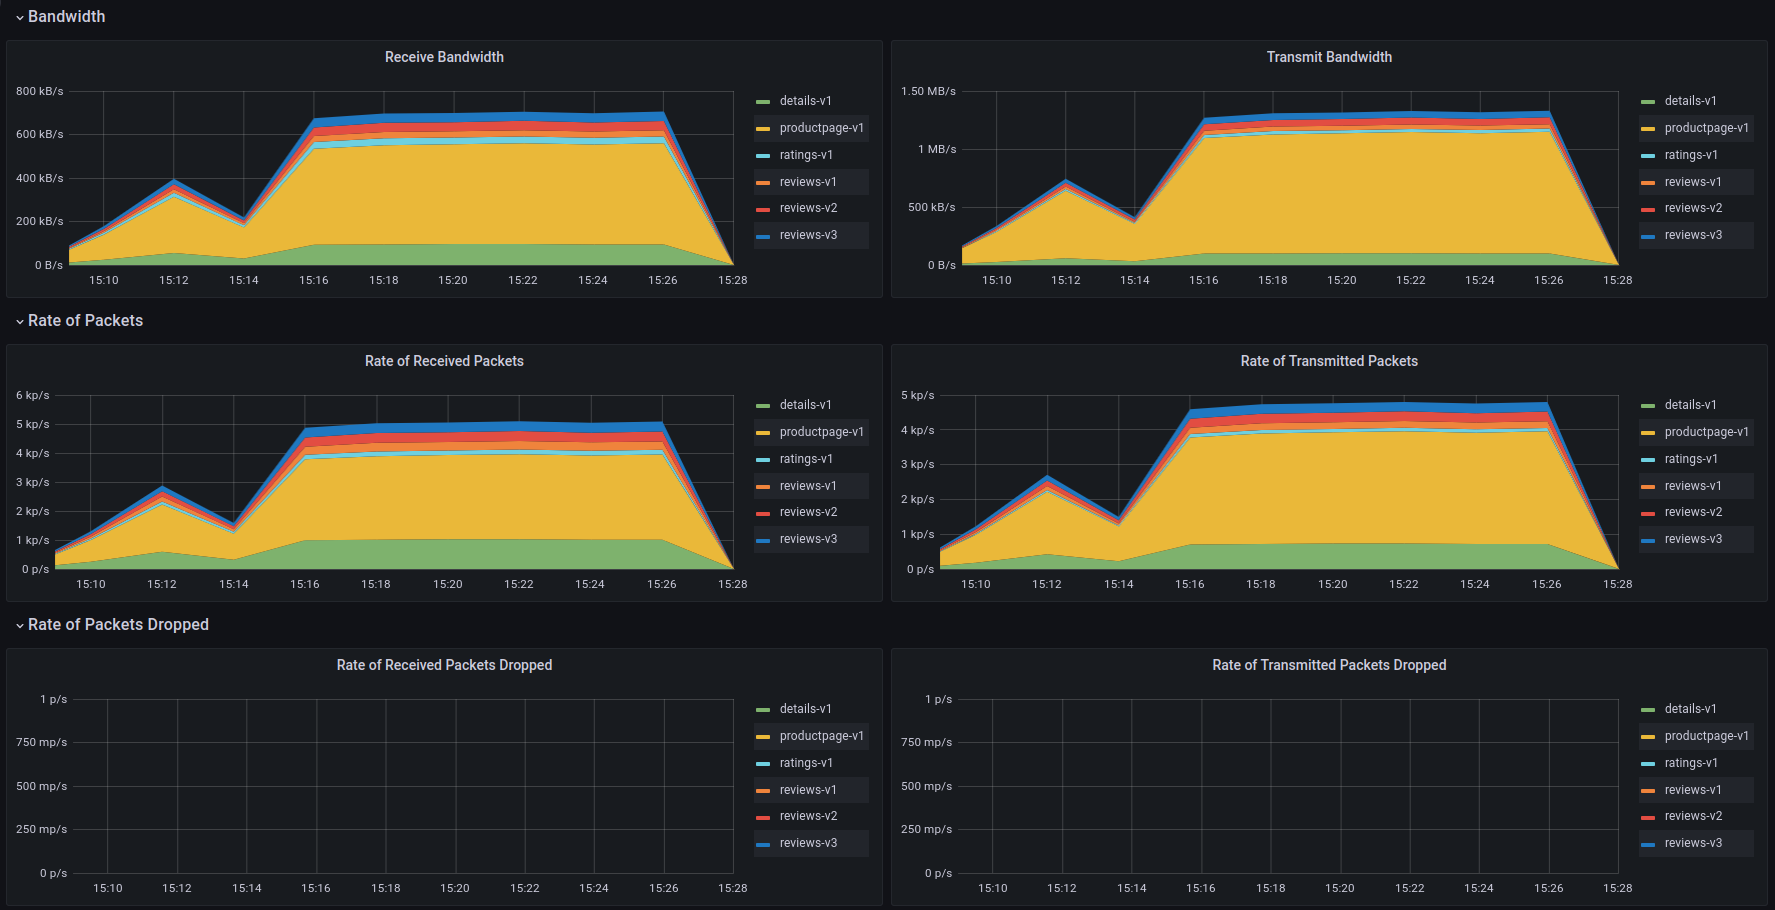 Bandwidth
Receive Bandwidth
800 kB/s
600 kB/s
400 kB/s
200 kB/s
0 B/s
15:10 15:12 15:14 15:16 15:18 15:20 15:22 15:24 15:26 15:28
details-v1
productpage-v1
ratings-v1
reviews-v1
reviews-v2
reviews-v3
Transmit Bandwidth
1.50 MB/s
1 MB/s
500 kB/s
0 B/s
15:10 15:12 15:14 15:16 15:18 15:20 15:22 15:24 15:26 15:28
details-v1
productpage-v1
ratings-v1
reviews-v1
reviews-v2
reviews-v3
Rate of Packets
Rate of Received Packets
6 kp/s
5 kp/s
4 kp/s
3 kp/s
2 kp/s
1 kp/s
0 p/s
15:10 15:12 15:14 15:16 15:18 15:20 15:22 15:24 15:26 15:28
details-v1
productpage-v1
ratings-v1
reviews-v1
reviews-v2
reviews-v3
Rate of Transmitted Packets
5 kp/s
4 kp/s
3 kp/s
2 kp/s
1 kp/s
0 p/s
15:10 15:12 15:14 15:16 15:18 15:20 15:22 15:24 15:26 15:28
details-v1
productpage-v1
ratings-v1
reviews-v1
reviews-v2
reviews-v3
Rate of Packets Dropped
Rate of Received Packets Dropped
1 p/s
750 mp/s
500 mp/s
250 mp/s
0 p/s
15:10 15:12 15:14 15:16 15:18 15:20 15:22 15:24 15:26 15:28
details-v1
productpage-v1
ratings-v1
reviews-v1
reviews-v2
reviews-v3
Rate of Transmitted Packets Dropped
1 p/s
750 mp/s
500 mp/s
250 mp/s
0 p/s
15:10 15:12 15:14 15:16 15:18 15:20 15:22 15:24 15:26 15:28
details-v1
productpage-v1
ratings-v1
reviews-v1
reviews-v2
reviews-v3